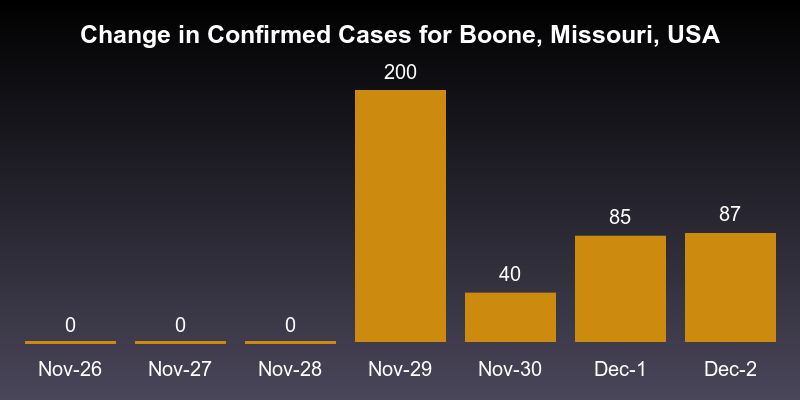 Change in Confirmed Cases for Boone, Missouri, USA
200
87
85
40
0 0 0
Nov-26 Nov-27 Nov-28 Nov-29 Nov-30 Dec-1 Dec-2